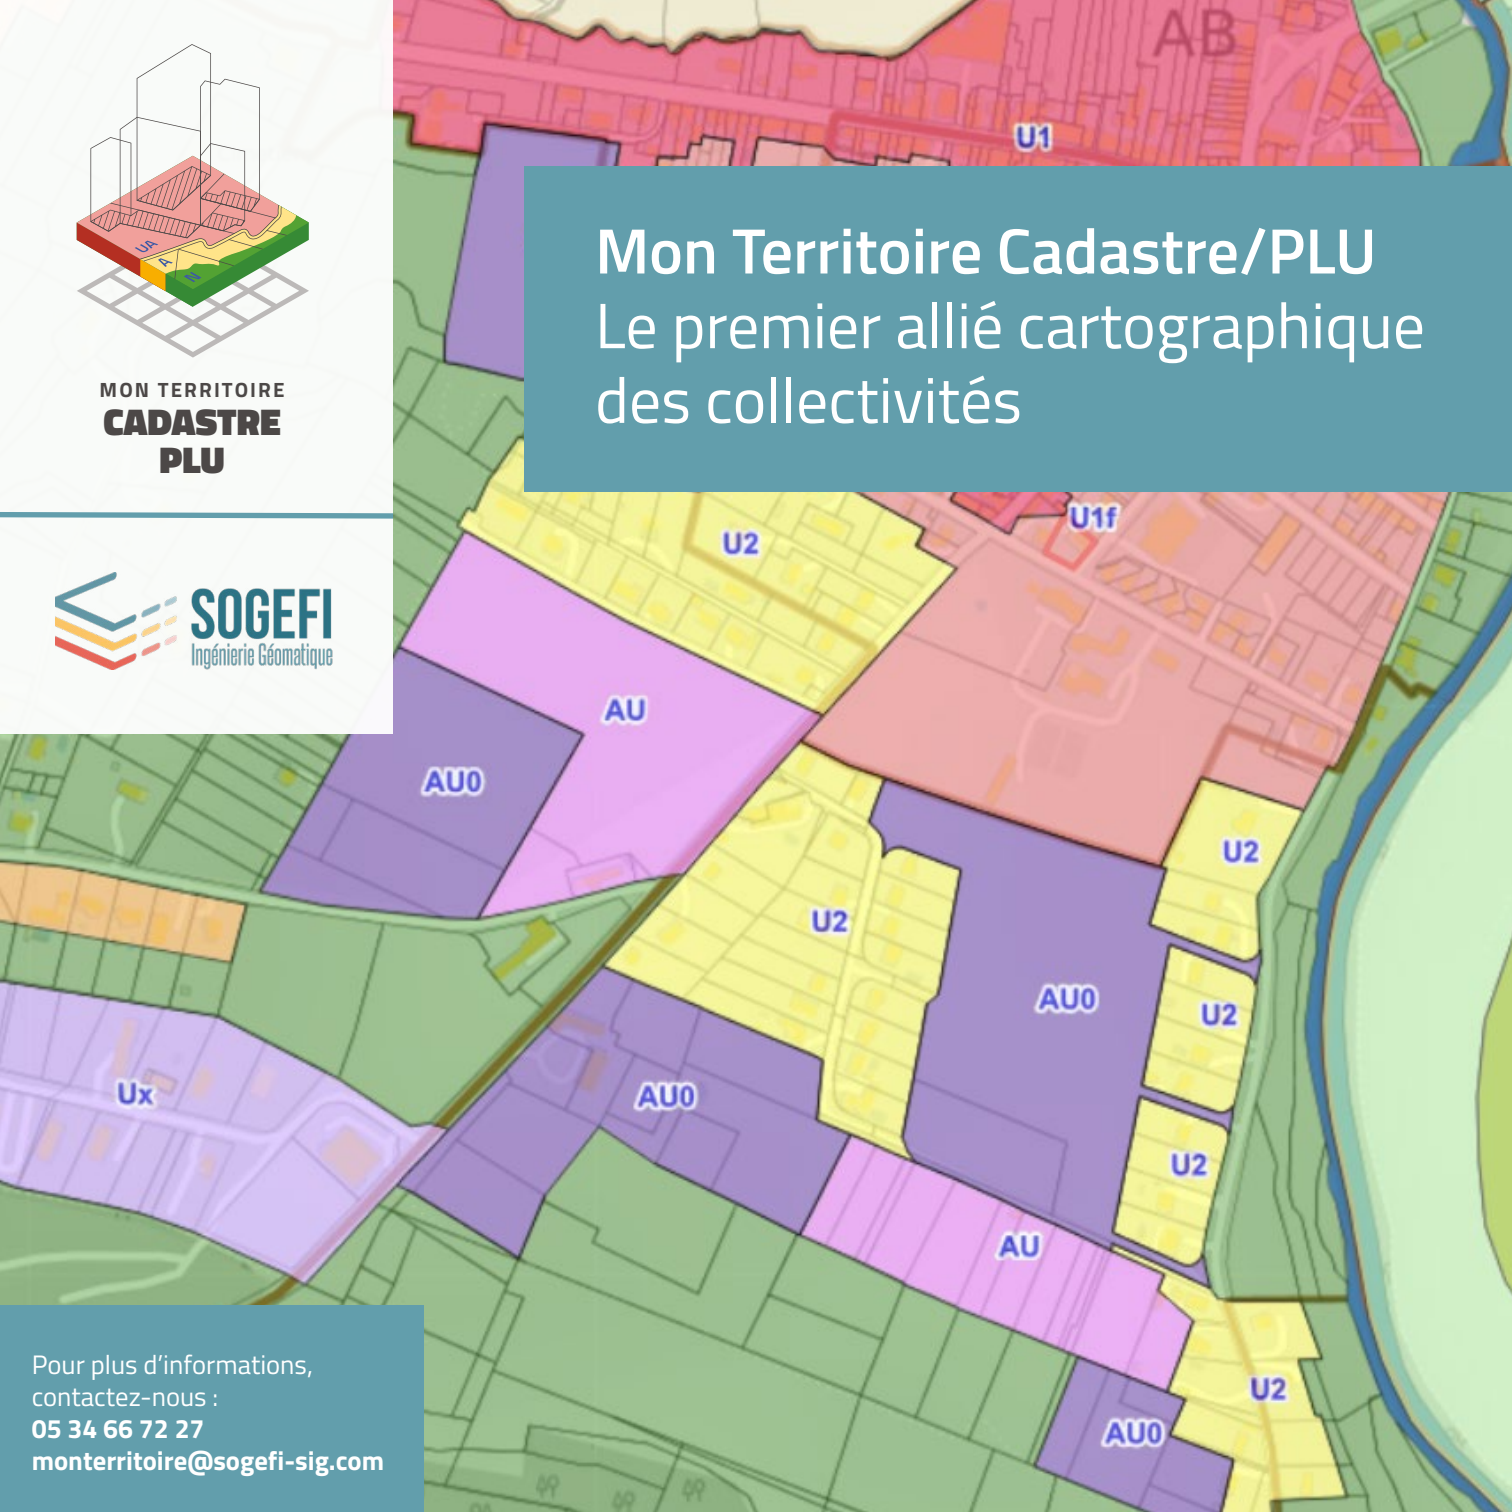 AB
U1
Mon Territoire Cadastre/PLU
Le premier allié cartographique
des collectivités
UA
A
N
MON TERRITOIRE
CADASTRE
PLU
SOGEFI
Ingénierie Géomatique
U1f
U2
AU
AU0
U2
U2
AU0
U2
Ux
AU0
U2
AU
U2
AU0
Pour plus d’informations,
contactez-nous :
05 34 66 72 27
monterritoire@sogefi-sig.com